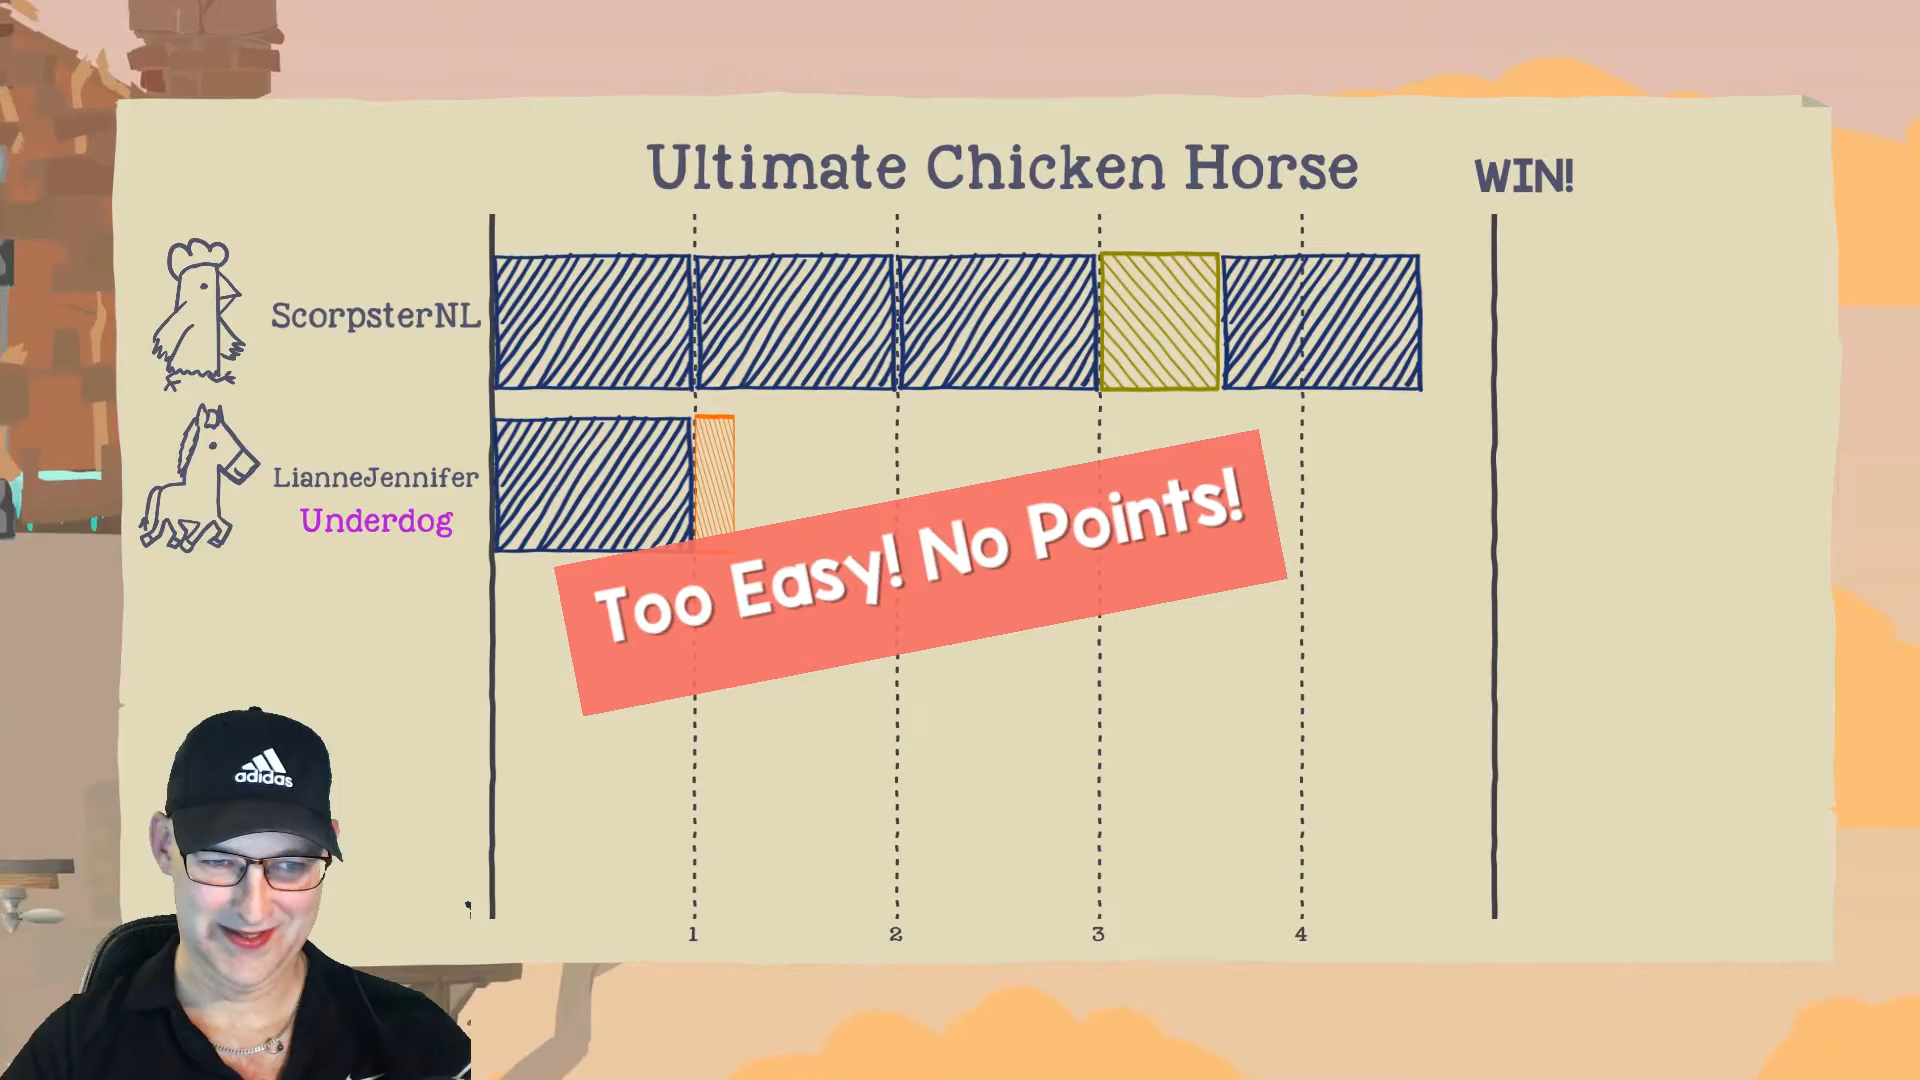 Ultimate Chicken Horse
WIN!
ScorpsterNL
LianneJennifer
Underdog
Too Easy! No Points!
adidas
1 2 3 4